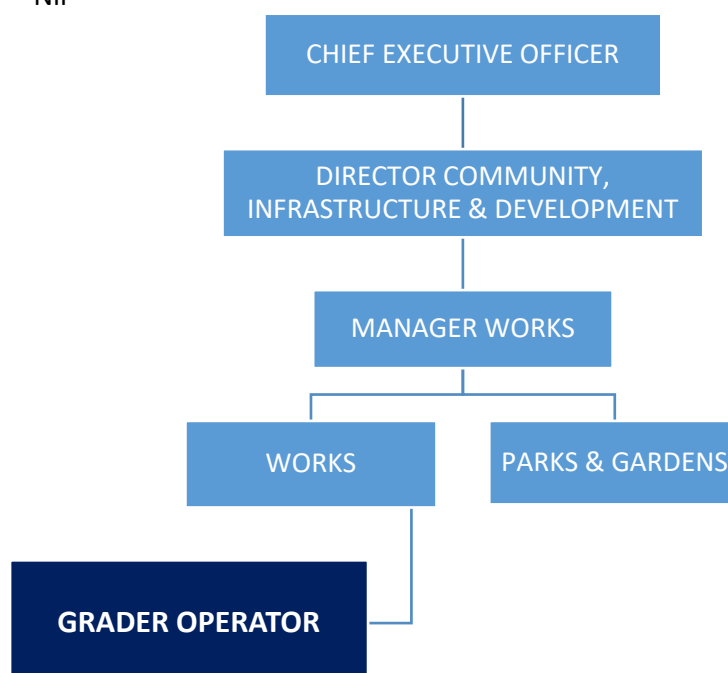 CHIEF EXECUTIVE OFFICER
DIRECTOR COMMUNITY,
INFRASTRUCTURE & DEVELOPMENT
MANAGER WORKS
WORKS
PARKS & GARDENS
GRADER OPERATOR